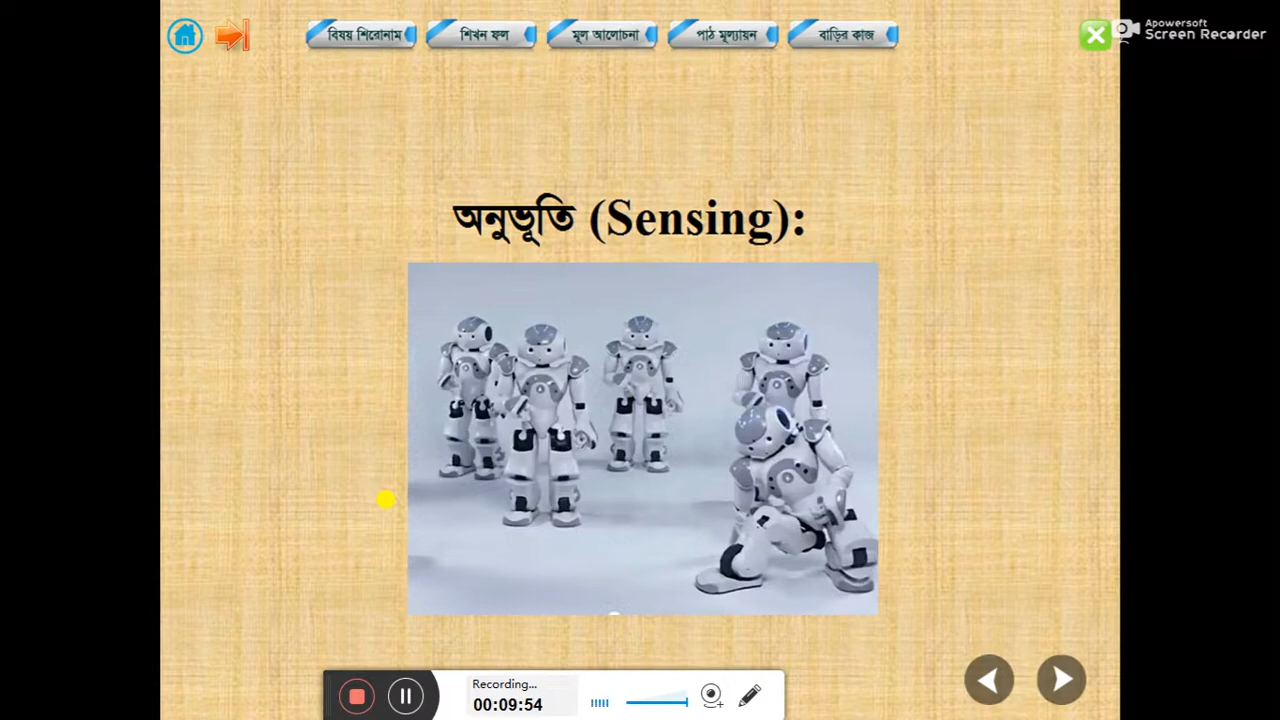 বিষয় শিরোনাম
শিখন ফল
মূল আলোচনা
পাঠ মূল্যায়ন
বাড়ির কাজ
Apowersoft
Screen Recorder
অনুভূতি (Sensing):
Recording...
00:09:54